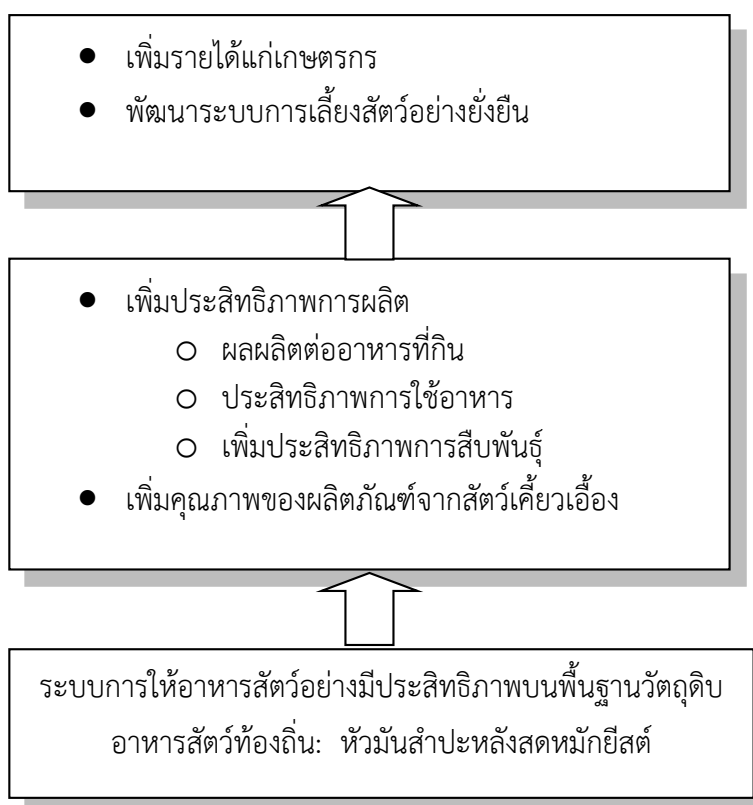 ● เพิ่มรายได้แก่เกษตรกร
● พัฒนาระบบการเลี้ยงสัตว์อย่างยั่งยืน
● เพิ่มประสิทธิภาพการผลิต
○ ผลผลิตต่ออาหารที่กิน
○ ประสิทธิภาพการใช้อาหาร
○ เพิ่มประสิทธิภาพการสืบพันธุ์
● เพิ่มคุณภาพของผลิตภัณฑ์จากสัตว์เคี้ยวเอื้อง
ระบบการให้อาหารสัตว์อย่างมีประสิทธิภาพบนพื้นฐานวัตถุดิบ
อาหารสัตว์ท้องถิ่น: หัวมันสำปะหลังสดหมักยีสต์